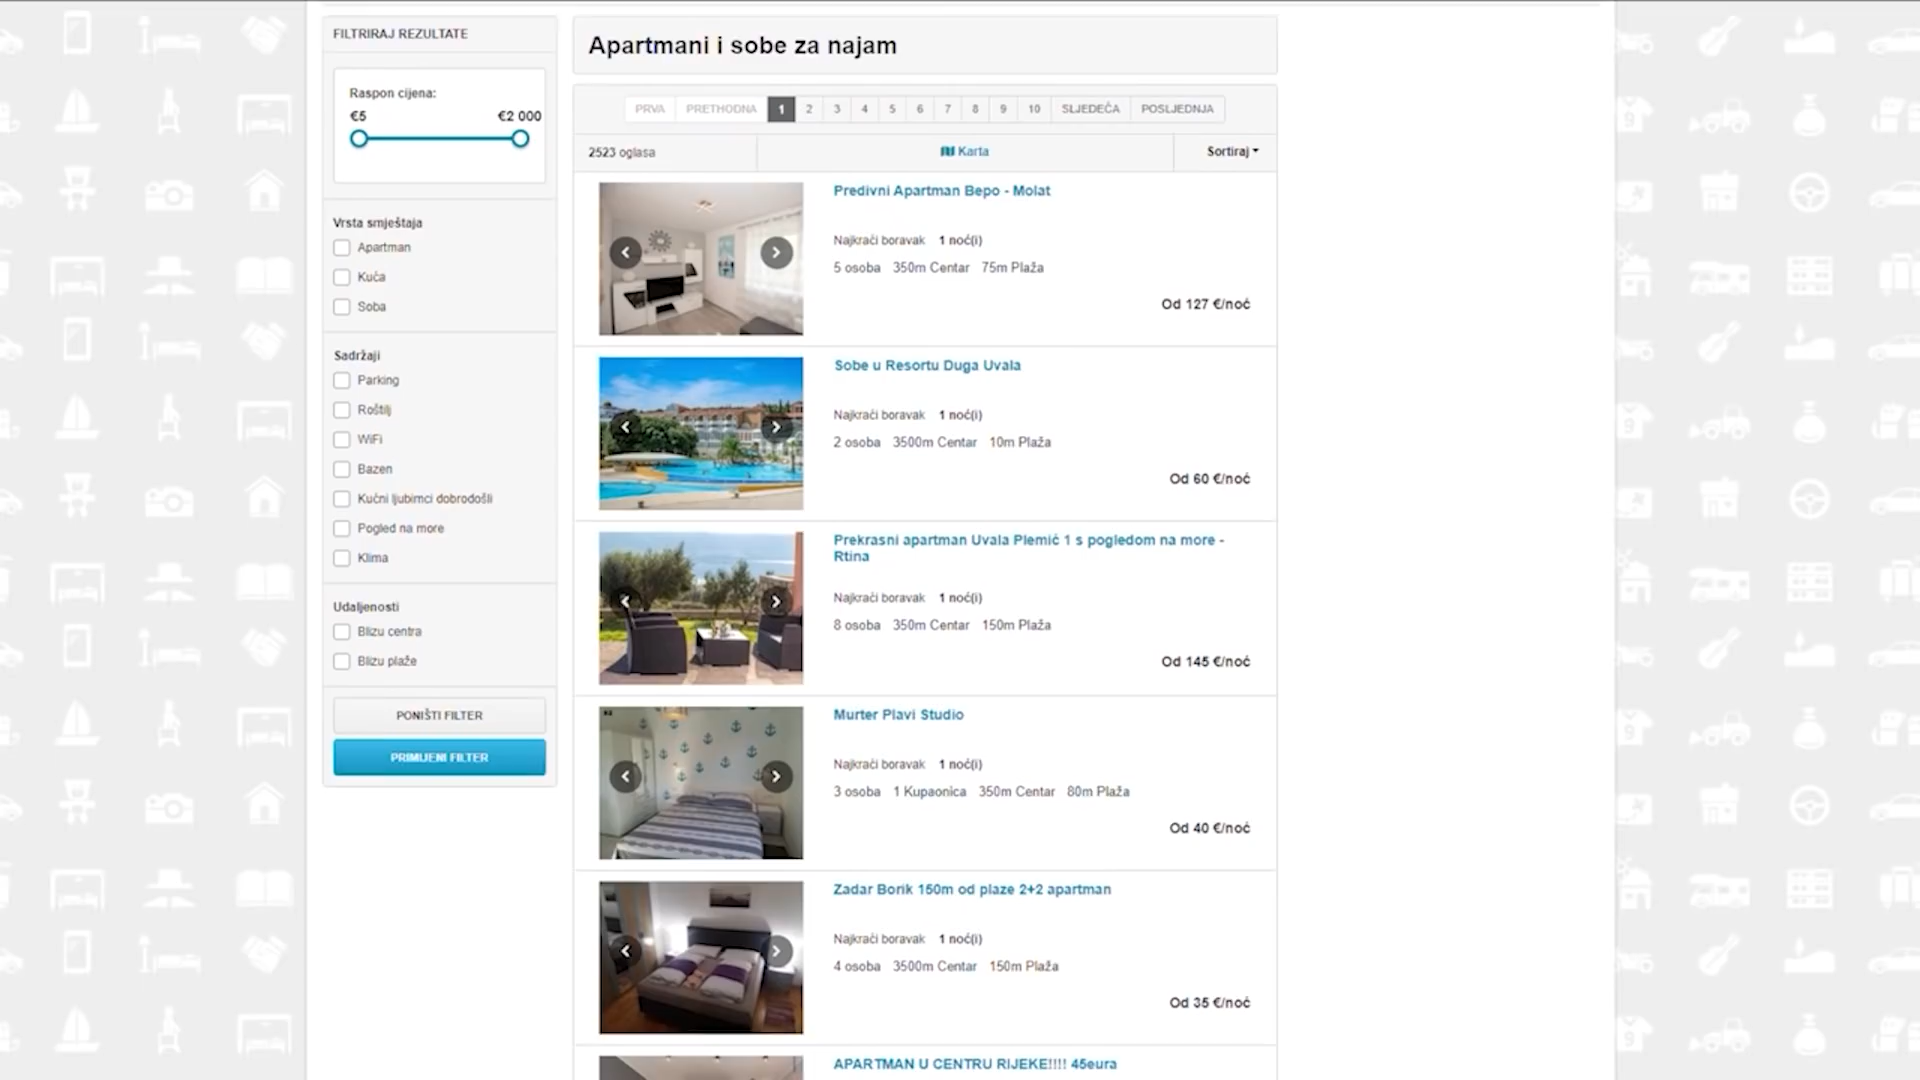 FILTRIRAJ REZULTATE
Raspon cijena:
€5 €2 000
Vrsta smještaja
Apartman
Kuća
Soba
Sadržaji
Parking
Roštilj
WiFi
Bazen
Kućni ljubimci dobrodošli
Pogled na more
Klima
Udaljenosti
Blizu centra
Blizu plaže
PONIŠTI FILTER
PRIMIJENI FILTER
Apartmani i sobe za najam
PRVA PRETHODNA 1 2 3 4 5 6 7 8 9 10 SLJEDEĆA POSLJEDNJA
2523 oglasa Karta Sortiraj
Predivni Apartman Bepo - Molat
Najkraći boravak 1 noć(i)
5 osoba 350m Centar 75m Plaža
Od 127 €/noć
Sobe u Resortu Duga Uvala
Najkraći boravak 1 noć(i)
2 osoba 3500m Centar 10m Plaža
Od 60 €/noć
Prekrasni apartman Uvala Plemić 1 s pogledom na more -
Rtina
Najkraći boravak 1 noć(i)
8 osoba 350m Centar 150m Plaža
Od 145 €/noć
Murter Plavi Studio
Najkraći boravak 1 noć(i)
3 osoba 1 Kupaonica 350m Centar 80m Plaža
Od 40 €/noć
Zadar Borik 150m od plaze 2+2 apartman
Najkraći boravak 1 noć(i)
4 osoba 3500m Centar 150m Plaža
Od 35 €/noć
APARTMAN U CENTRU RIJEKE!!!! 45eura